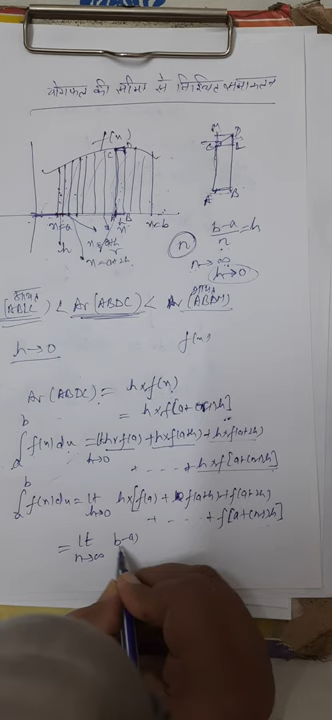 योगफल की सीमा से निश्चित समाकलन
f(x)
M
D
C D
C L
A B
A B
x=a
x
x=b
h
x=a+h
x=a+2h
n
b-a/n = h
n→∞
h→0
(ABLC) < Ar(ABDC) < Ar(ABDM)
h→0
f(x)
Ar(ABDC) = h×f(x)
= h×f[a+(n-1)h]
∫ₐᵇ f(x)dx = lt h→0 h×f(a)+h×f(a+h)+h×f(a+2h)
+ - - - + h×f[a+(n-1)h]
∫ₐᵇ f(x)dx = lt h→0 h×[f(a)+f(a+h)+f(a+2h)
+ - - - + f[a+(n-1)h]
= lt n→∞ b-a